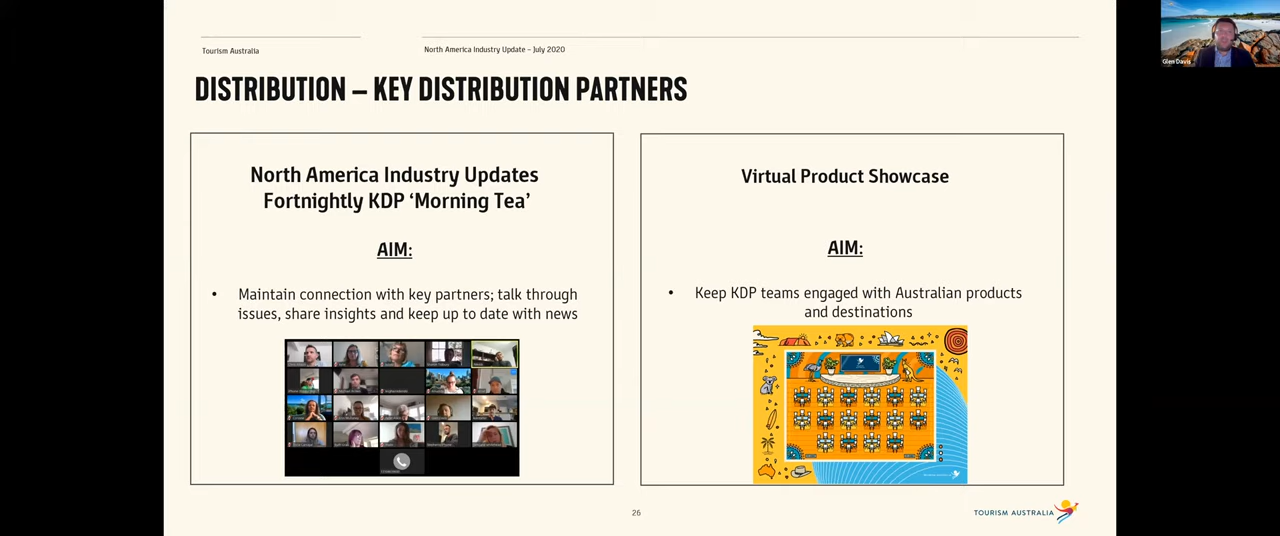 Tourism Australia
North America Industry Update – July 2020
Glen Davis
DISTRIBUTION – KEY DISTRIBUTION PARTNERS
North America Industry Updates
Fortnightly KDP ‘Morning Tea’
AIM:
• Maintain connection with key partners; talk through
issues, share insights and keep up to date with news
Virtual Product Showcase
AIM:
• Keep KDP teams engaged with Australian products
and destinations
26
TOURISM AUSTRALIA